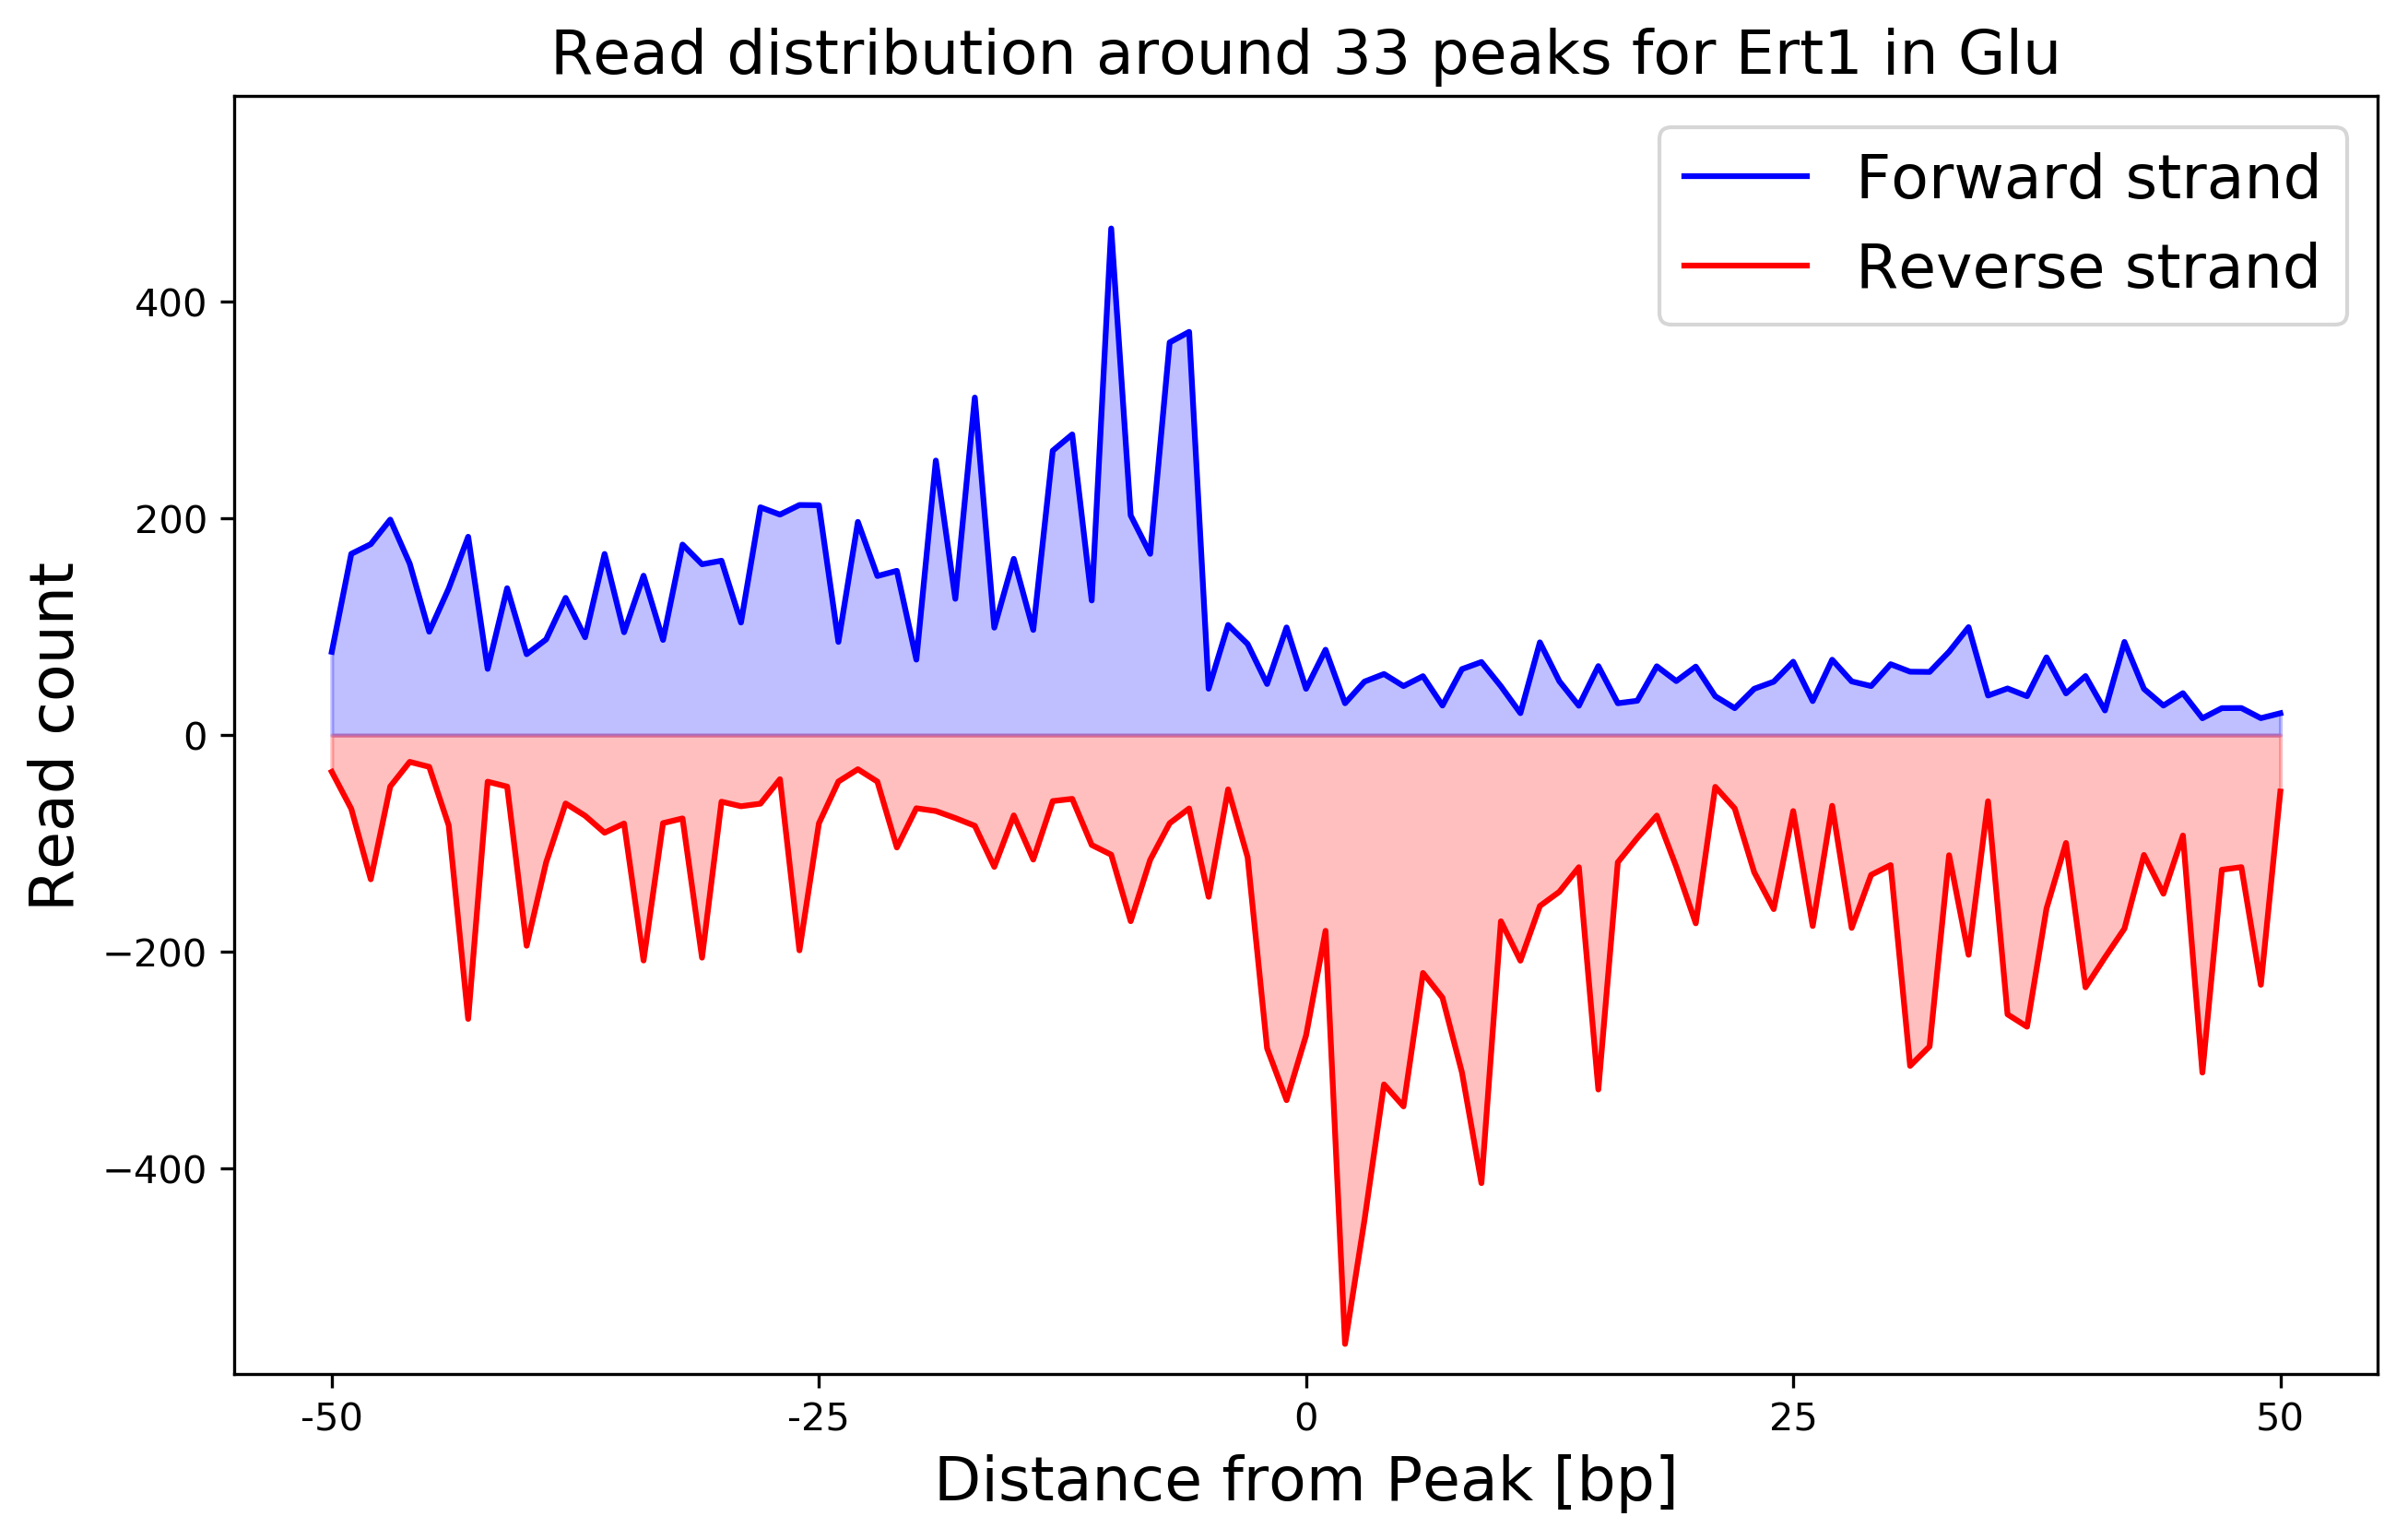 Read distribution around 33 peaks for Ert1 in Glu
Forward strand
Reverse strand
Read count
400
200
0
−200
−400
-50
-25
0
25
50
Distance from Peak [bp]